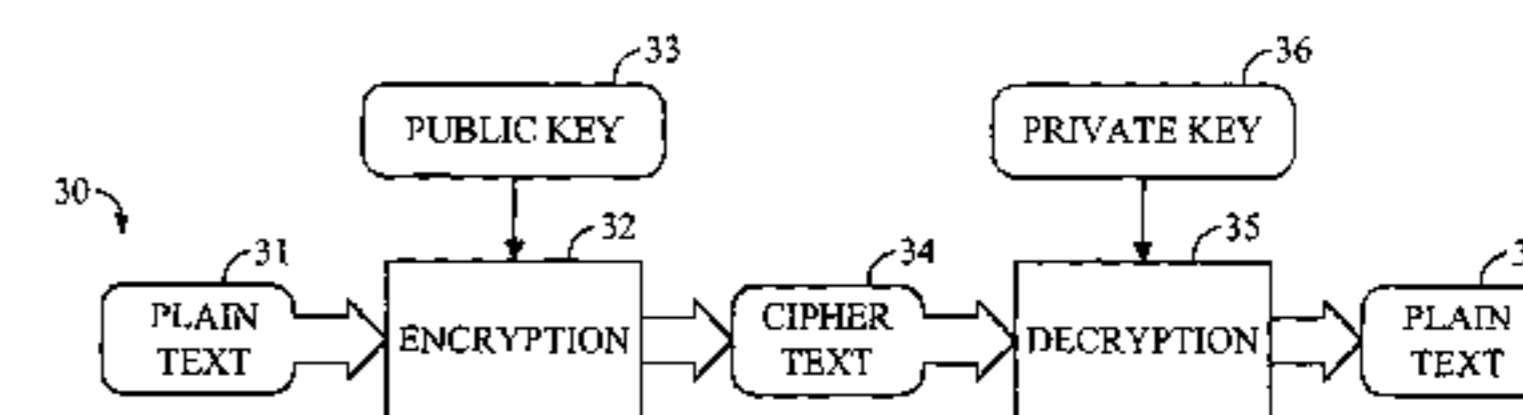 33
36
PUBLIC KEY
PRIVATE KEY
30
32
35
31
34
PLAIN
TEXT
ENCRYPTION
CIPHER
TEXT
DECRYPTION
PLAIN
TEXT